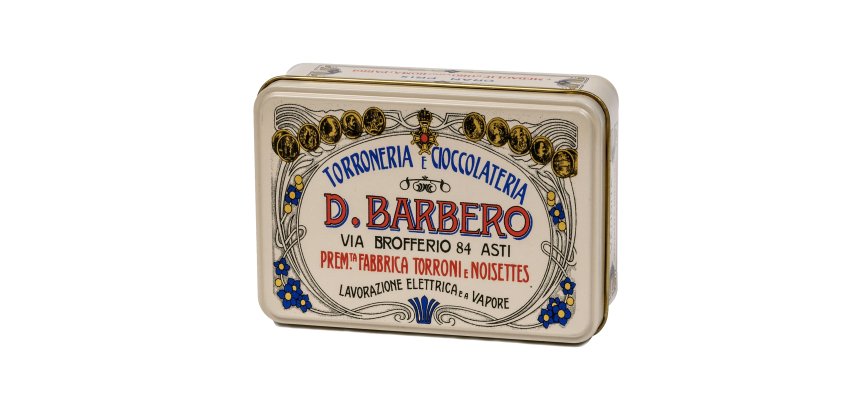 TORRONERIA E CIOCCOLATERIA
D. BARBERO
VIA BROFFERIO 84 ASTI
PREM.TA FABBRICA TORRONI E NOISETTES
LAVORAZIONE ELETTRICA E A VAPORE